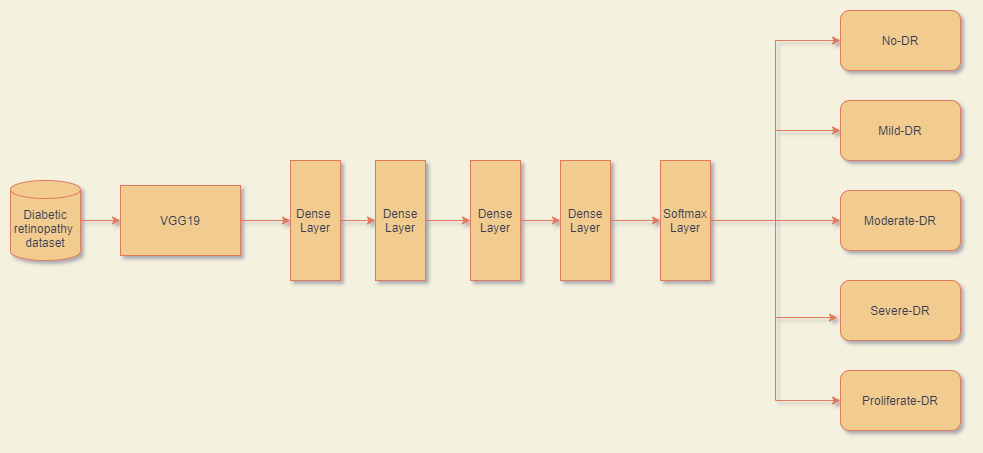 Diabetic
retinopathy
dataset
VGG19
Dense
Layer
Dense
Layer
Dense
Layer
Dense
Layer
Softmax
Layer
No-DR
Mild-DR
Moderate-DR
Severe-DR
Proliferate-DR